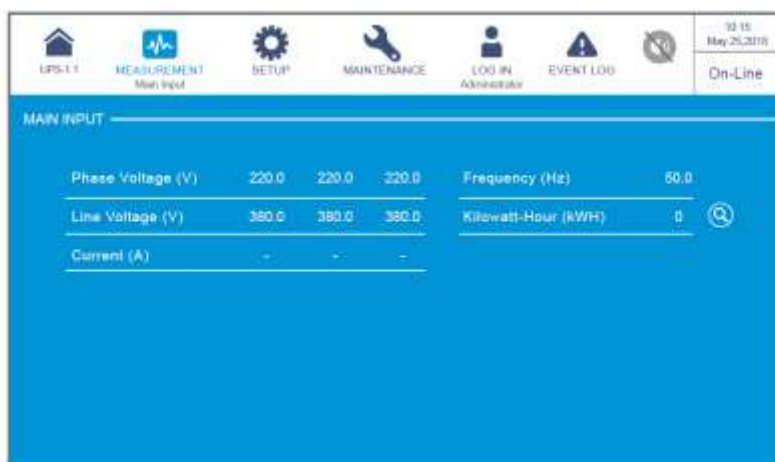 10:15
May 25,2018
UPS-1.1 MEASUREMENT SETUP MAINTENANCE LOG IN EVENT LOG
Main Input Administrator
On-Line
MAIN INPUT
Phase Voltage (V) 220.0 220.0 220.0 Frequency (Hz) 50.0
Line Voltage (V) 380.0 380.0 380.0 Kilowatt-Hour (kWH) 0
Current (A) - - -